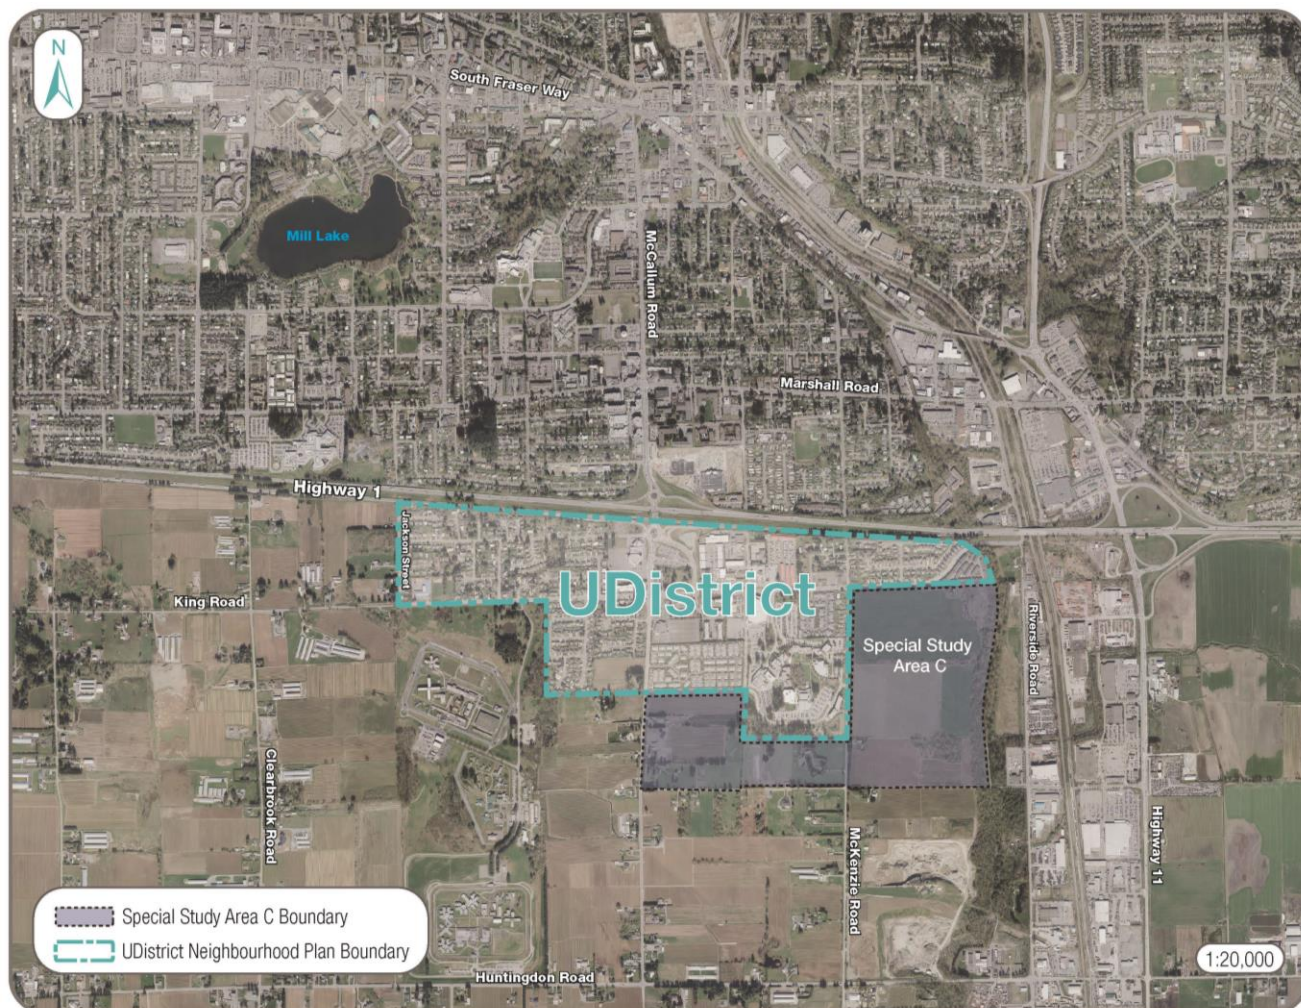 N
South Fraser Way
Mill Lake
McCallum Road
Marshall Road
Highway 1
Jackson Street
UDistrict
King Road
Special Study
Area C
Riverside Road
Clearbrook Road
McKenzie Road
Highway 11
Special Study Area C Boundary
UDistrict Neighbourhood Plan Boundary
Huntingdon Road
1:20,000